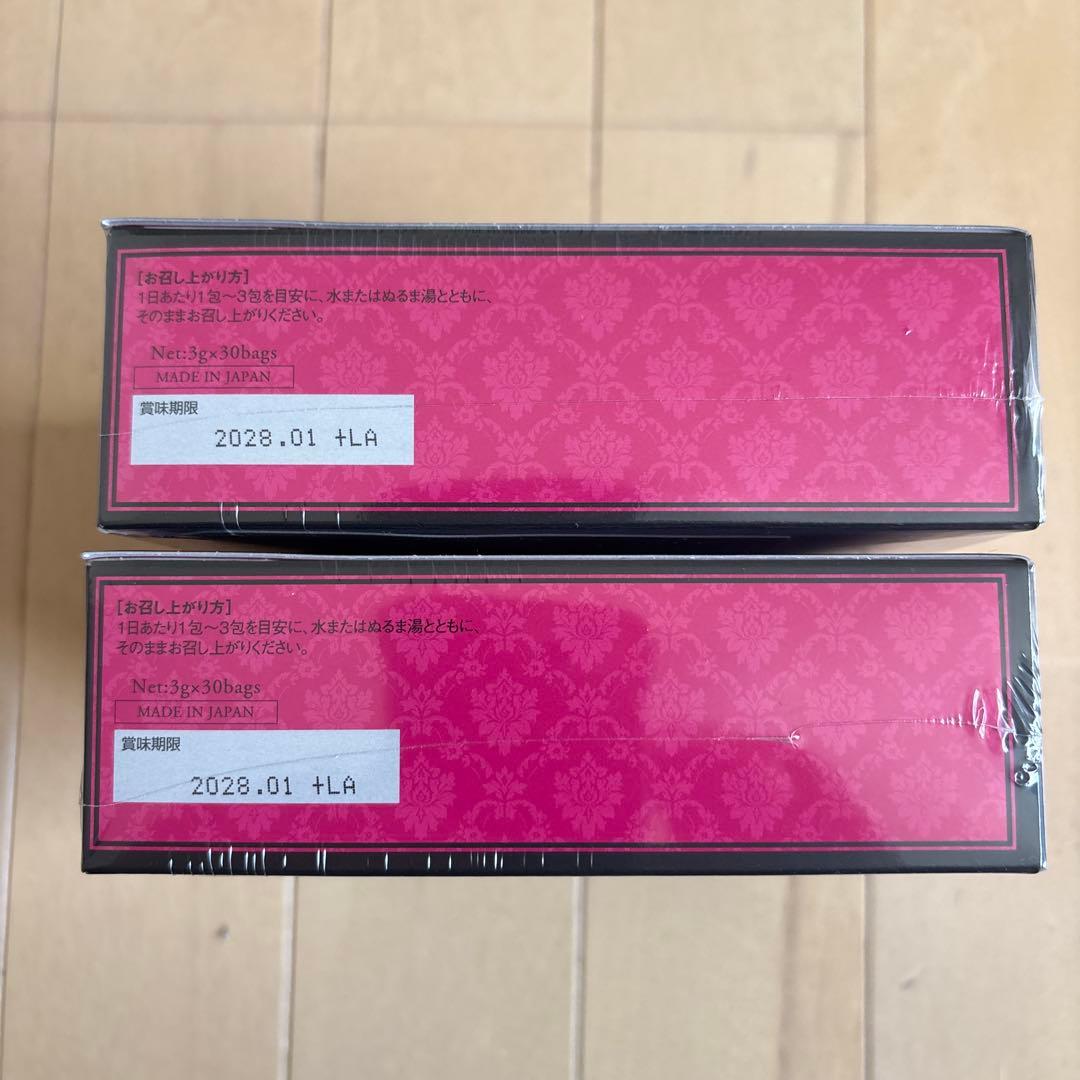 [お召し上がり方]
1日あたり1包～3包を目安に、水またはぬるま湯とともに、
そのままお召し上がりください。
Net:3g×30bags
MADE IN JAPAN
賞味期限
2028.01 +LA
[お召し上がり方]
1日あたり1包～3包を目安に、水またはぬるま湯とともに、
そのままお召し上がりください。
Net:3g×30bags
MADE IN JAPAN
賞味期限
2028.01 +LA